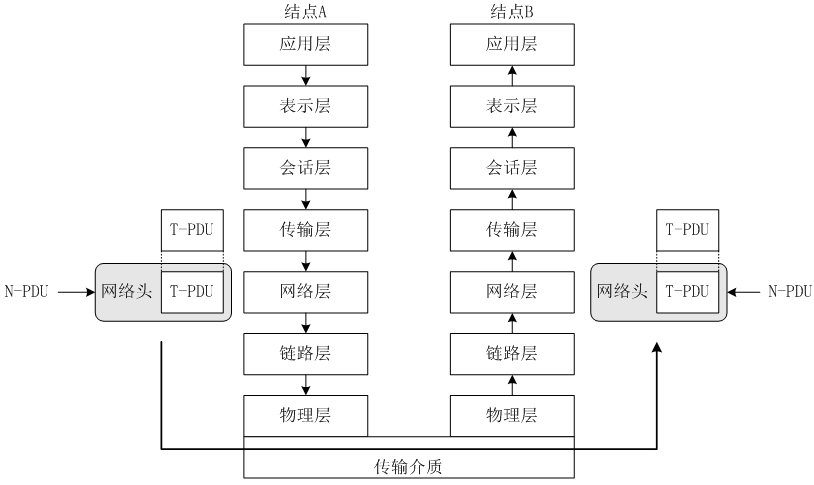 结点A 结点B
应用层 应用层
表示层 表示层
会话层 会话层
T-PDU 传输层 传输层 T-PDU
N-PDU 网络头 T-PDU 网络层 网络层 网络头 T-PDU N-PDU
链路层 链路层
物理层 物理层
传输介质